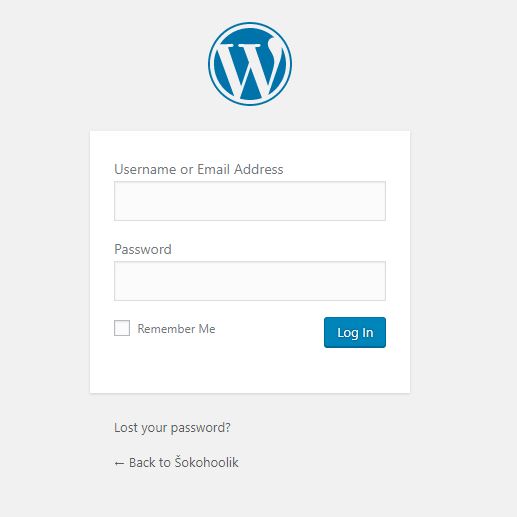 Username or Email Address
Password
Remember Me
Log In
Lost your password?
← Back to Šokohoolik